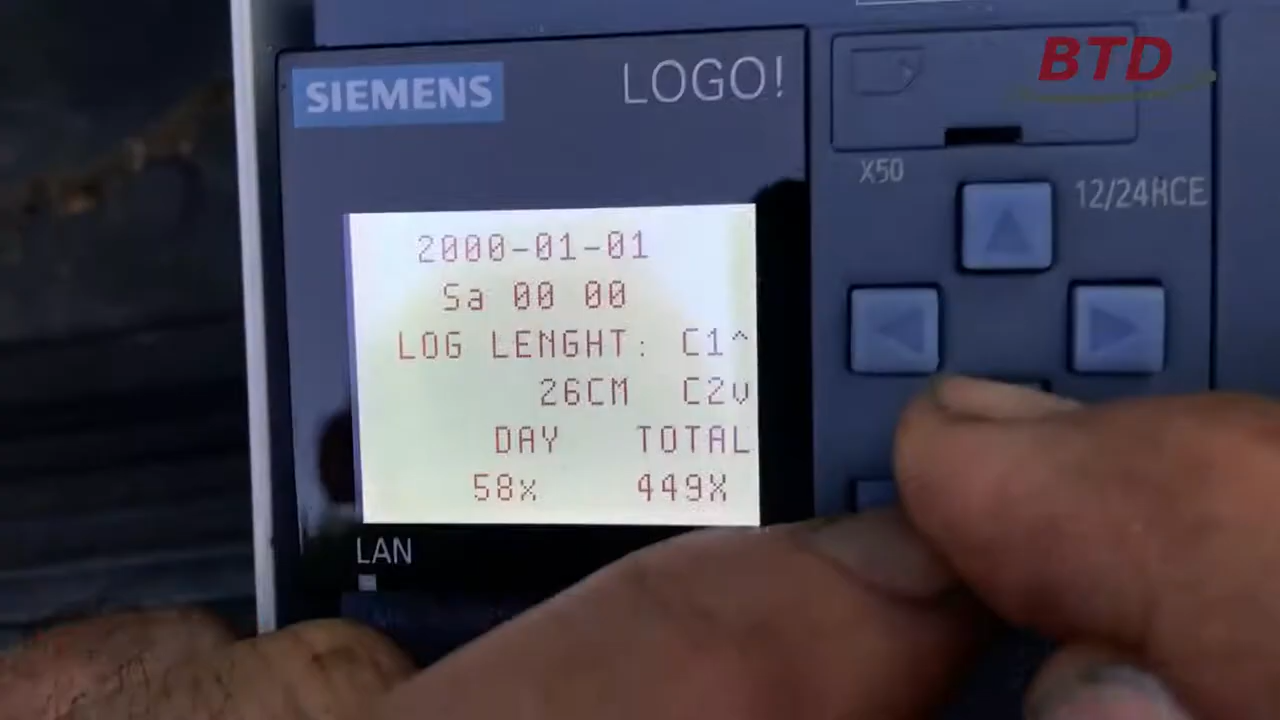 BTD
SIEMENS
LOGO!
X50
12/24RCE
2000-01-01
Sa 00 00
LOG LENGHT: C1^
26CM C2v
DAY TOTAL
58x 449X
LAN